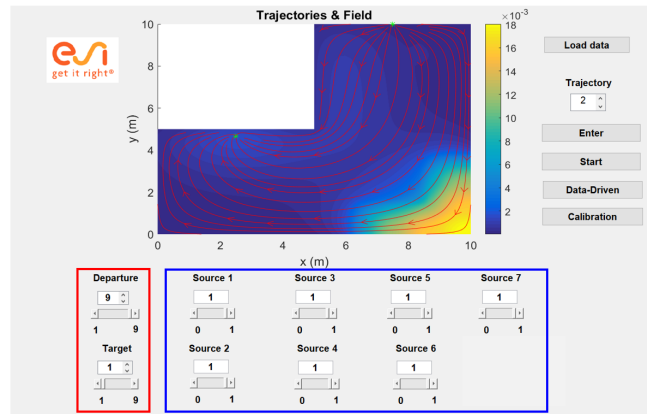 Trajectories & Field
esi
get it right®
10
8
6
4
2
0
y (m)
0 2 4 6 8 10
x (m)
×10⁻³
18
16
14
12
10
8
6
4
2
Load data
Trajectory
2
Enter
Start
Data-Driven
Calibration
Departure
9
1 9
Target
1
1 9
Source 1 Source 3 Source 5 Source 7
1 1 1 1
0 1 0 1 0 1 0 1
Source 2 Source 4 Source 6
1 1 1
0 1 0 1 0 1